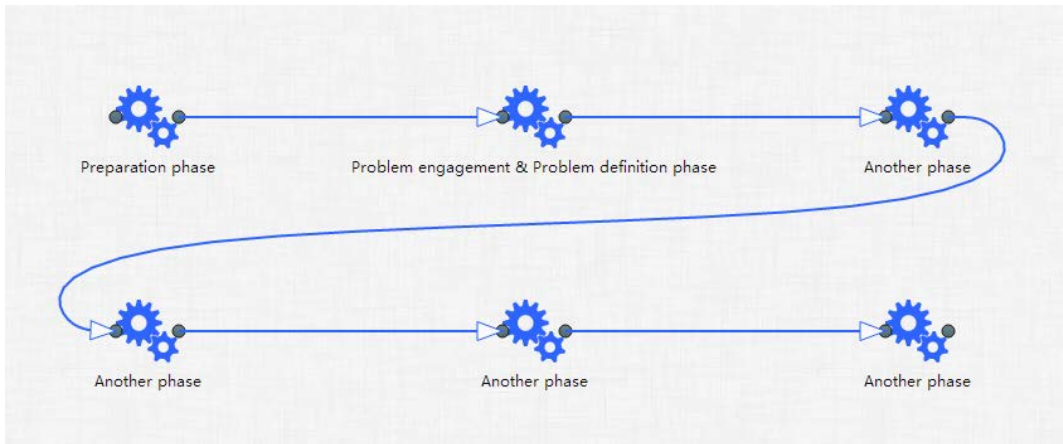 Preparation phase
Problem engagement & Problem definition phase
Another phase
Another phase
Another phase
Another phase